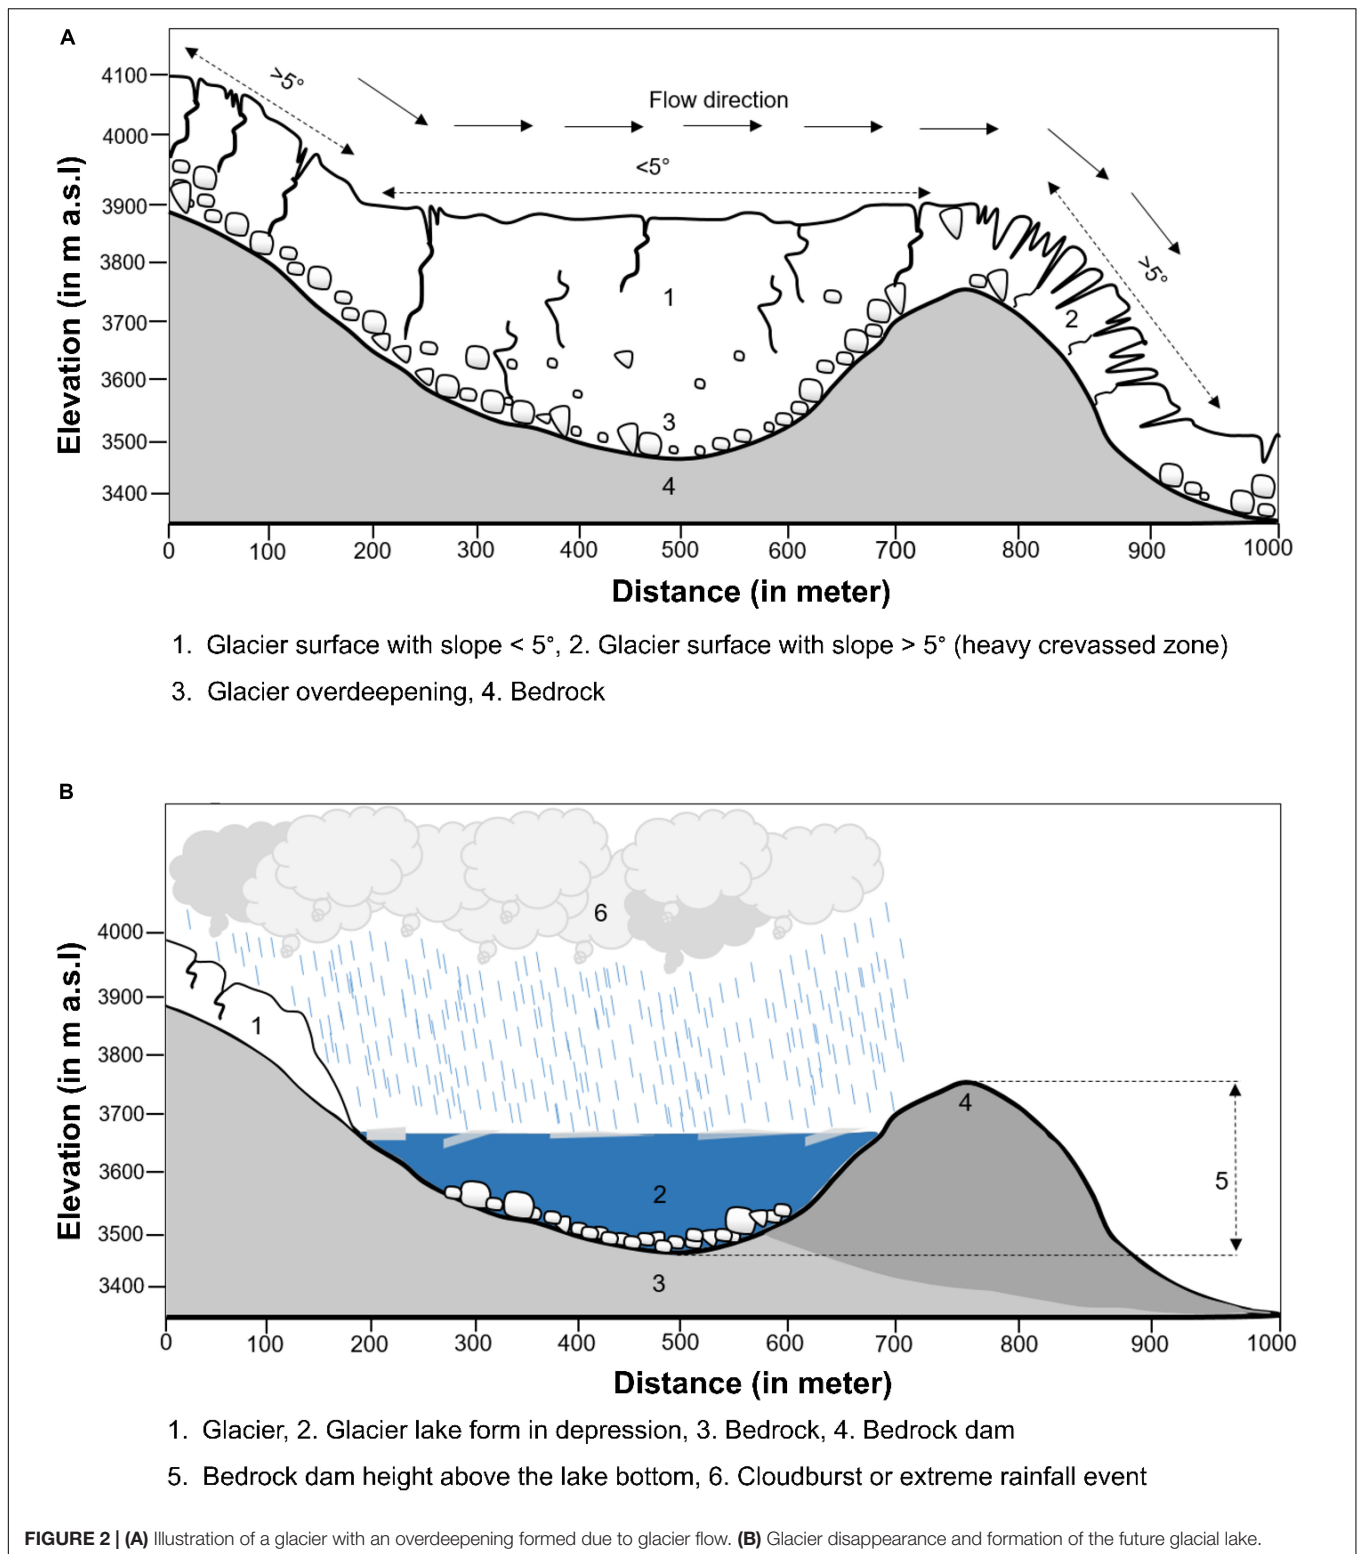 A
>5°
Flow direction
<5°
>5°
4100
4000
3900
3800
3700
3600
3500
3400
Elevation (in m a.s.l)
1
2
3
4
0 100 200 300 400 500 600 700 800 900 1000
Distance (in meter)
1. Glacier surface with slope < 5°, 2. Glacier surface with slope > 5° (heavy crevassed zone)
3. Glacier overdeepening, 4. Bedrock
B
6
4000
3900
3800
3700
3600
3500
3400
Elevation (in m a.s.l)
1
4
5
2
3
0 100 200 300 400 500 600 700 800 900 1000
Distance (in meter)
1. Glacier, 2. Glacier lake form in depression, 3. Bedrock, 4. Bedrock dam
5. Bedrock dam height above the lake bottom, 6. Cloudburst or extreme rainfall event
FIGURE 2 | (A) Illustration of a glacier with an overdeepening formed due to glacier flow. (B) Glacier disappearance and formation of the future glacial lake.